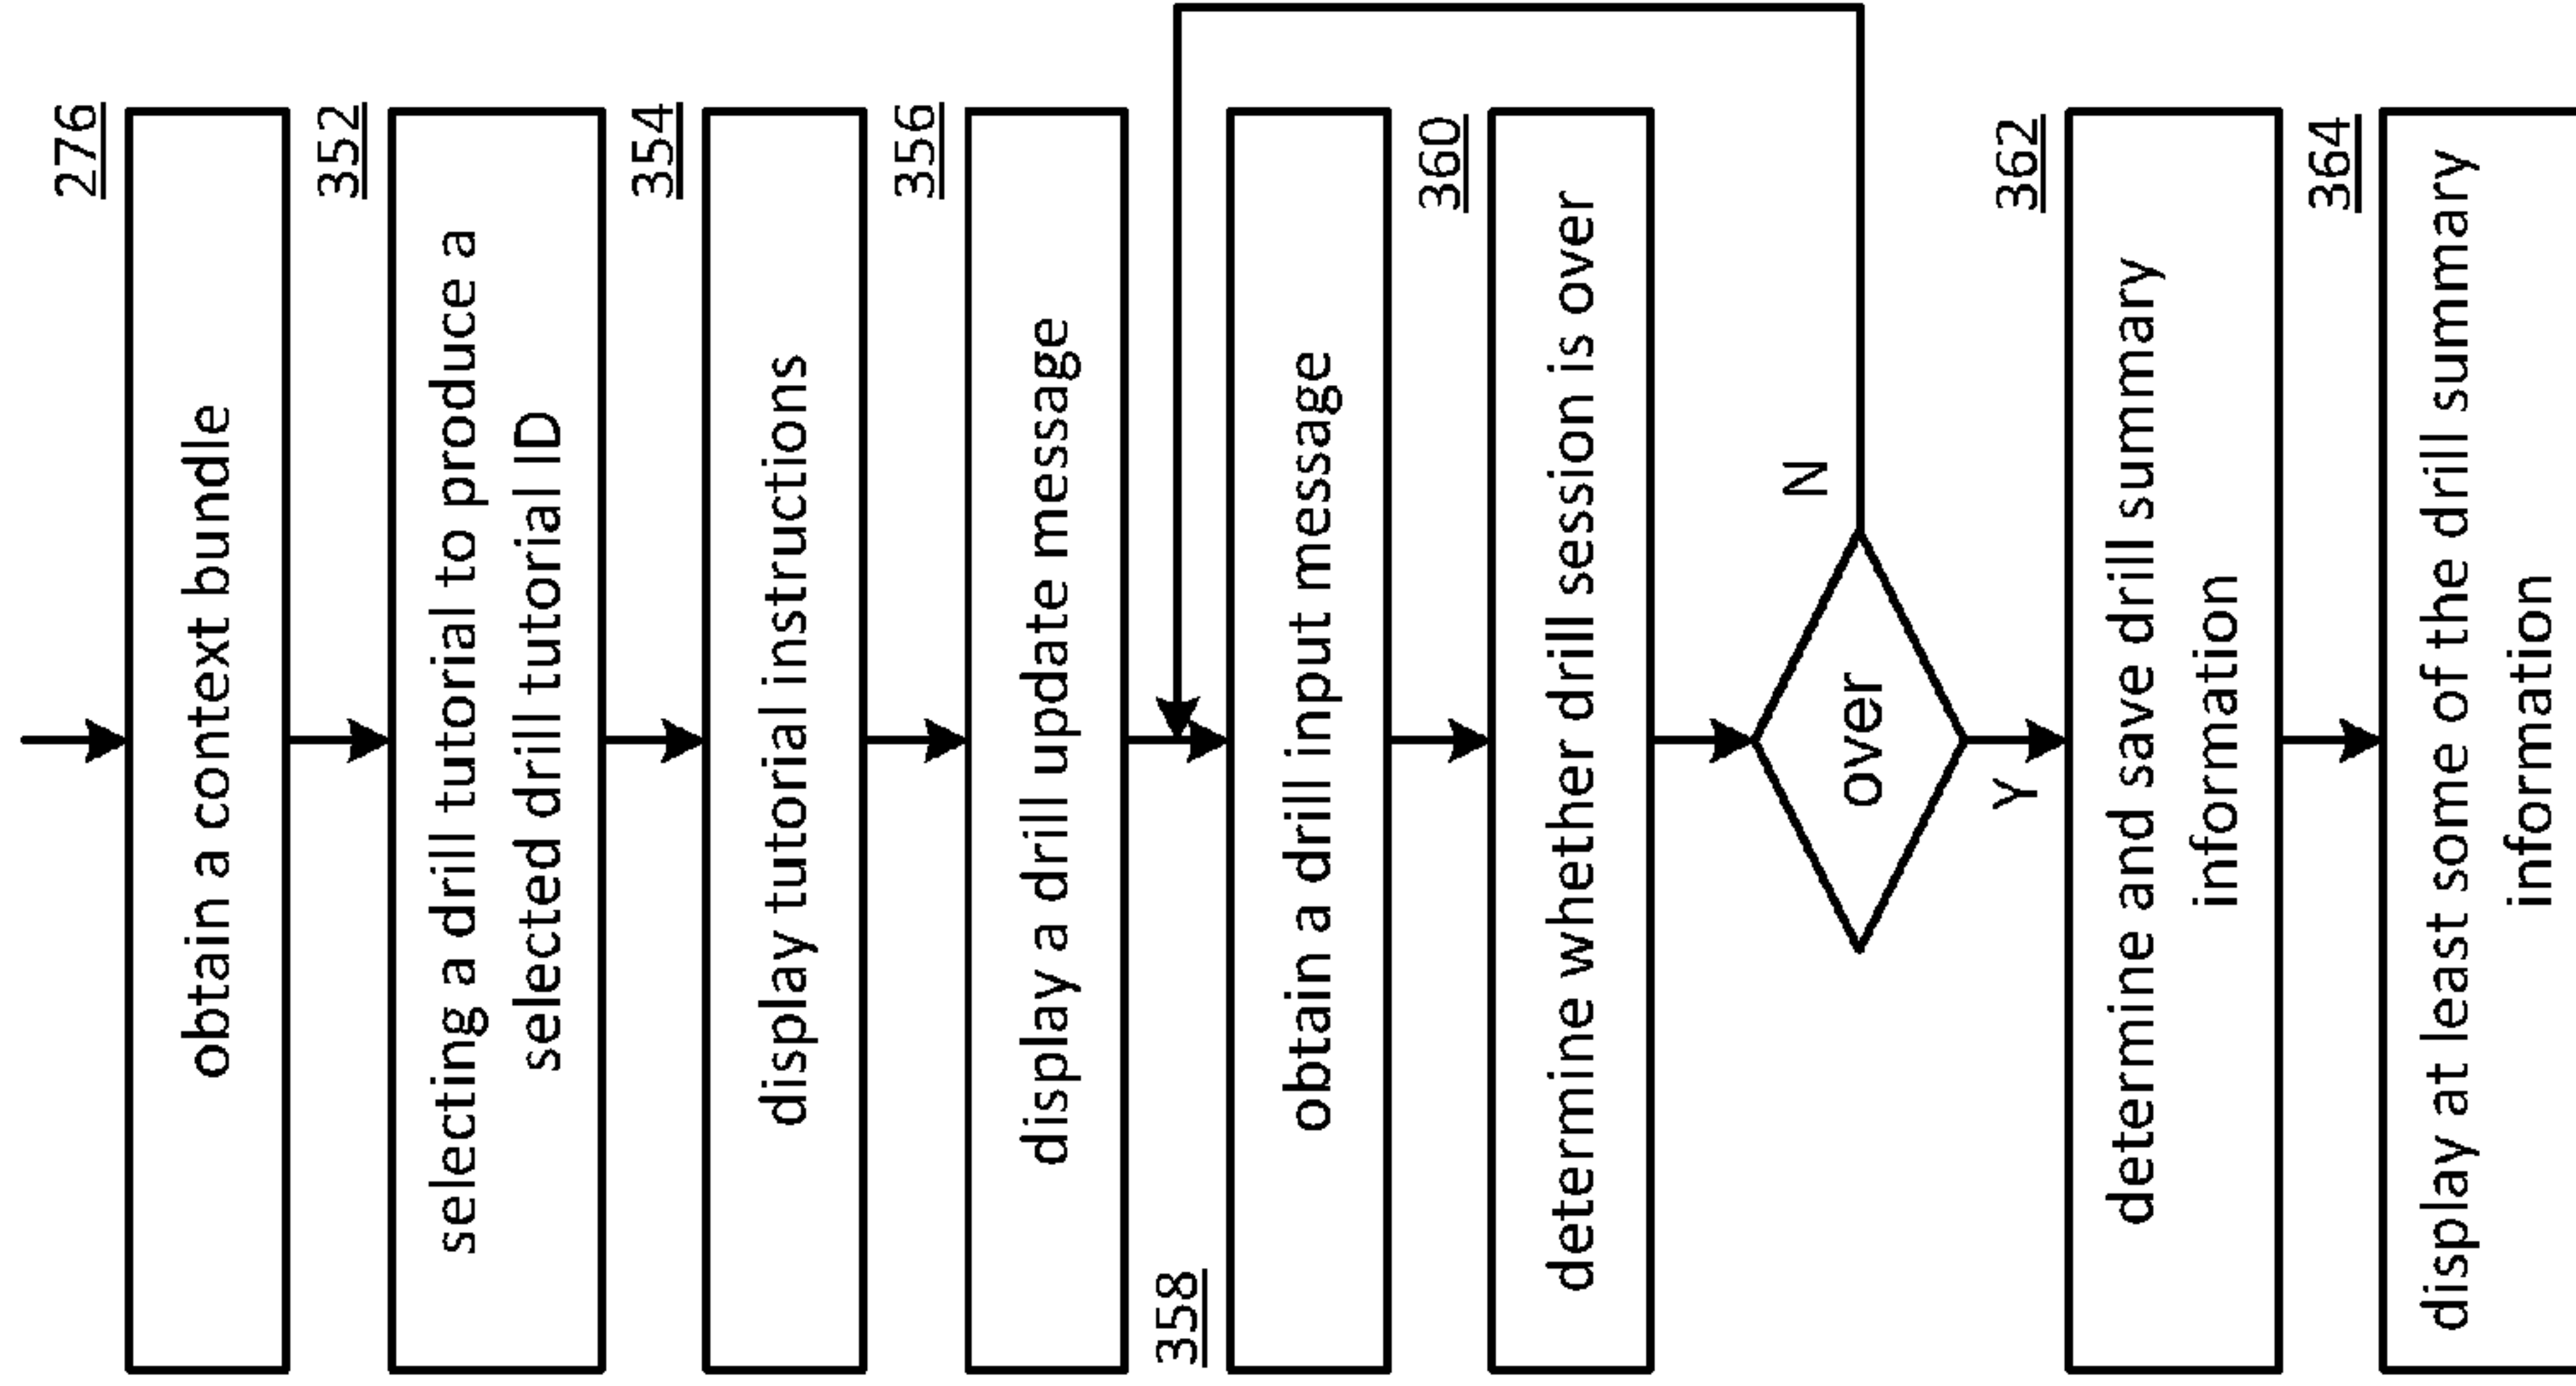 276
obtain a context bundle
352
selecting a drill tutorial to produce a
selected drill tutorial ID
354
display tutorial instructions
356
display a drill update message
358
obtain a drill input message
360
determine whether drill session is over
over
N
Y
362
determine and save drill summary
information
364
display at least some of the drill summary
information